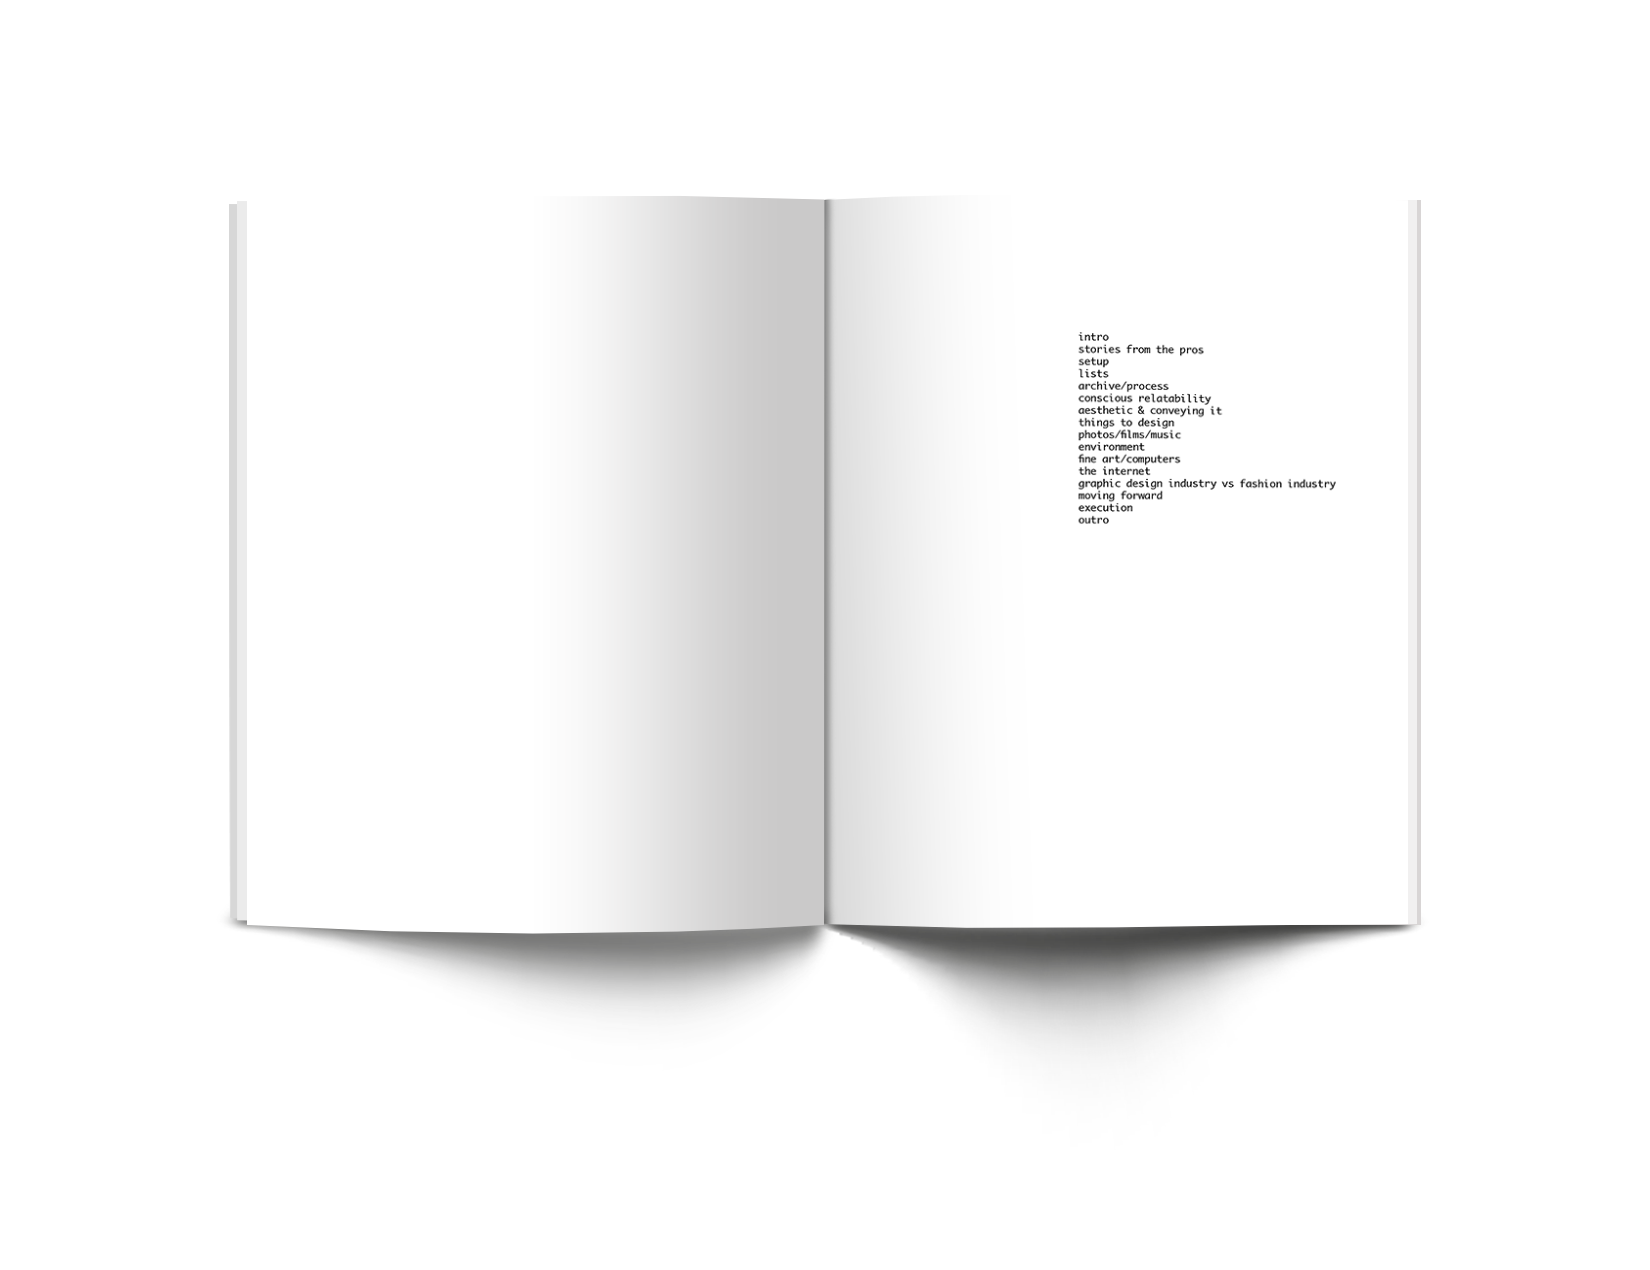 intro
stories from the pros
setup
lists
archive/process
conscious relatability
aesthetic & conveying it
things to design
photos/films/music
environment
fine art/computers
the internet
graphic design industry vs fashion industry
moving forward
execution
outro